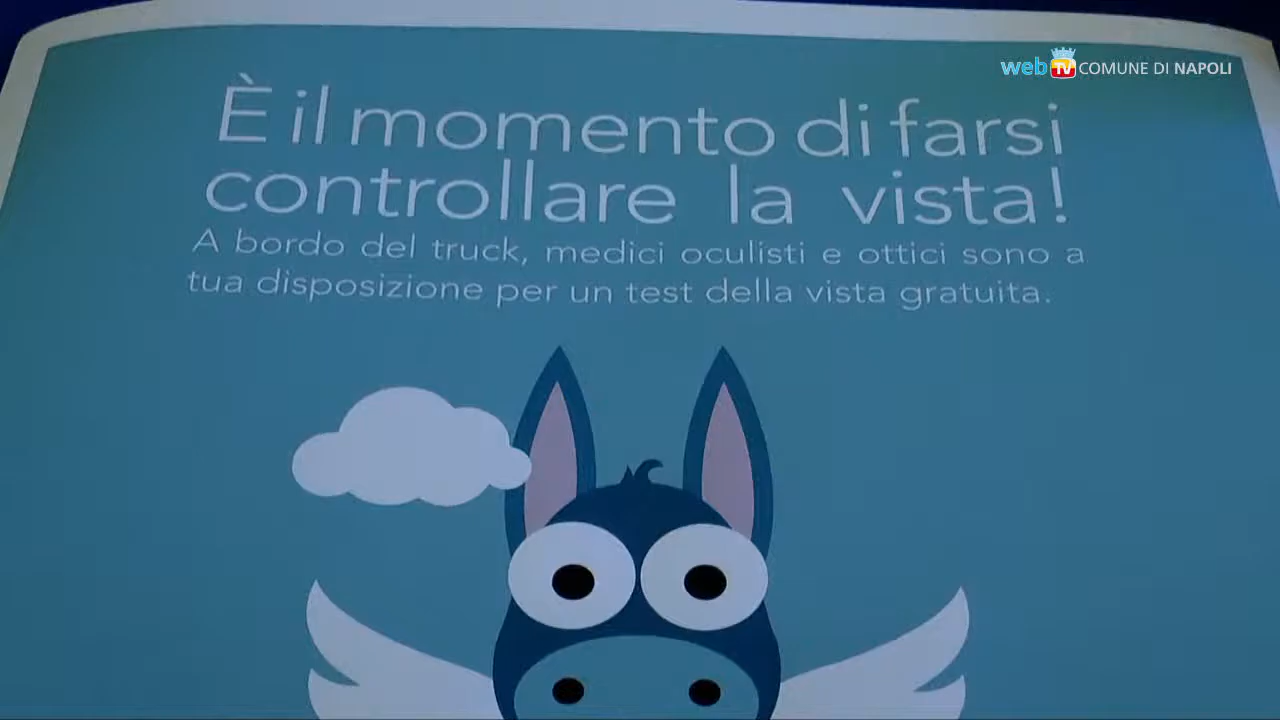 web TV COMUNE DI NAPOLI
È il momento di farsi
controllare la vista!
A bordo del truck, medici oculisti e ottici sono a
tua disposizione per un test della vista gratuita.